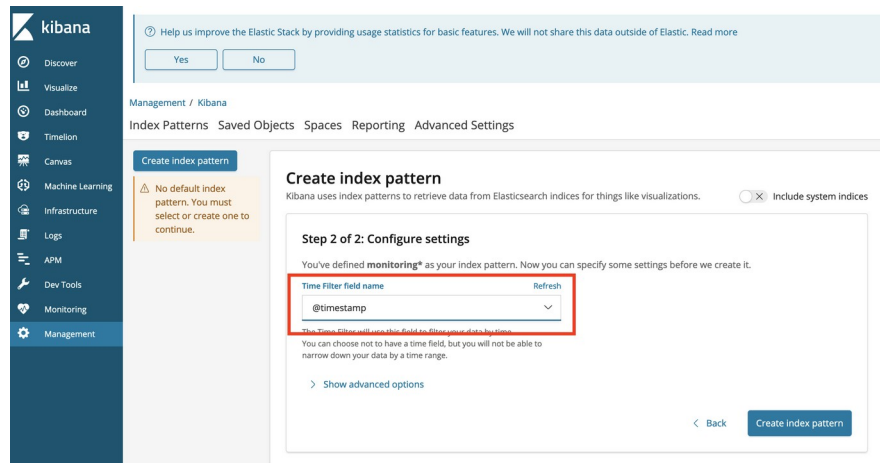 kibana
Discover
Visualize
Dashboard
Timelion
Canvas
Machine Learning
Infrastructure
Logs
APM
Dev Tools
Monitoring
Management
Help us improve the Elastic Stack by providing usage statistics for basic features. We will not share this data outside of Elastic. Read more
Yes No
Management / Kibana
Index Patterns Saved Objects Spaces Reporting Advanced Settings
Create index pattern
No default index
pattern. You must
select or create one to
continue.
Create index pattern
Kibana uses index patterns to retrieve data from Elasticsearch indices for things like visualizations.
Include system indices
Step 2 of 2: Configure settings
You've defined monitoring* as your index pattern. Now you can specify some settings before we create it.
Time Filter field name Refresh
@timestamp
The Time Filter will use this field to filter your data by time.
You can choose not to have a time field, but you will not be able to
narrow down your data by a time range.
Show advanced options
Back Create index pattern